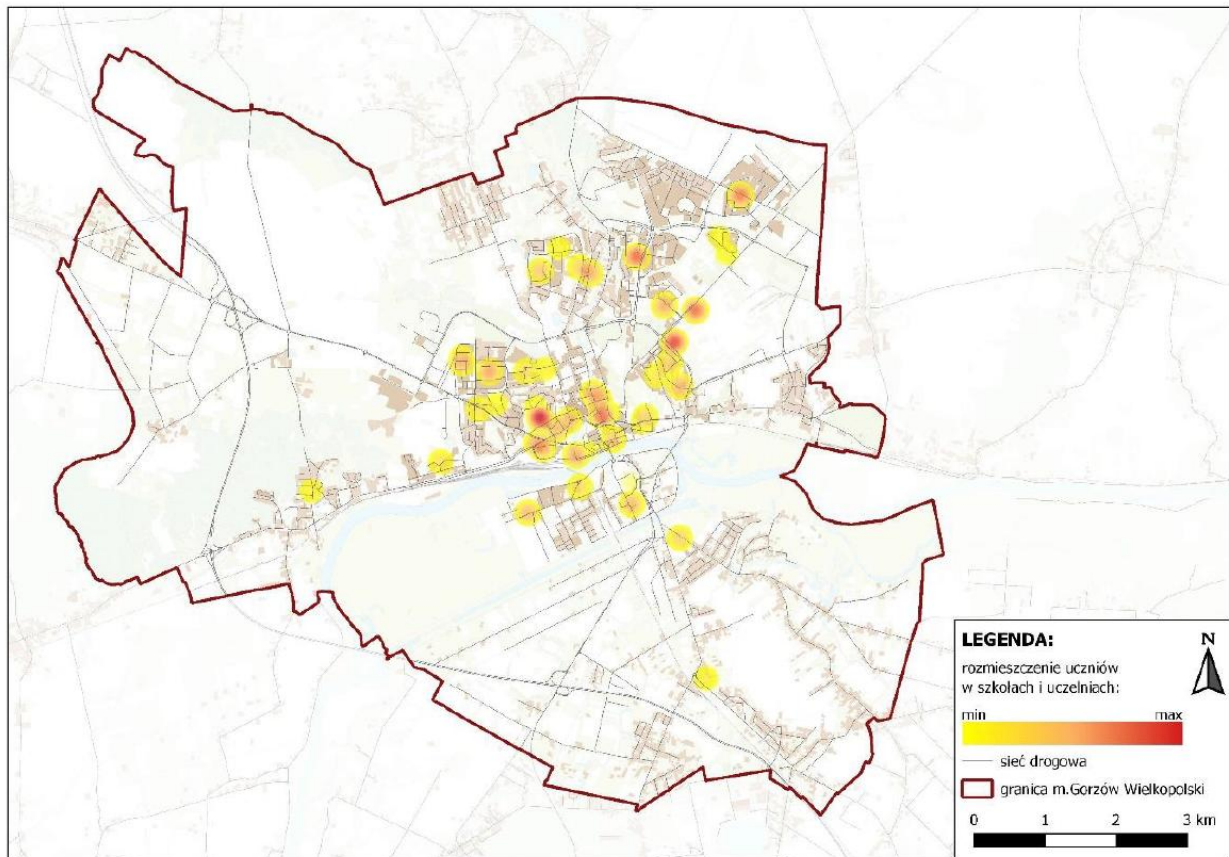 LEGENDA:
N
rozmieszczenie uczniów
w szkołach i uczelniach:
min max
sieć drogowa
granica m.Gorzów Wielkopolski
0 1 2 3 km